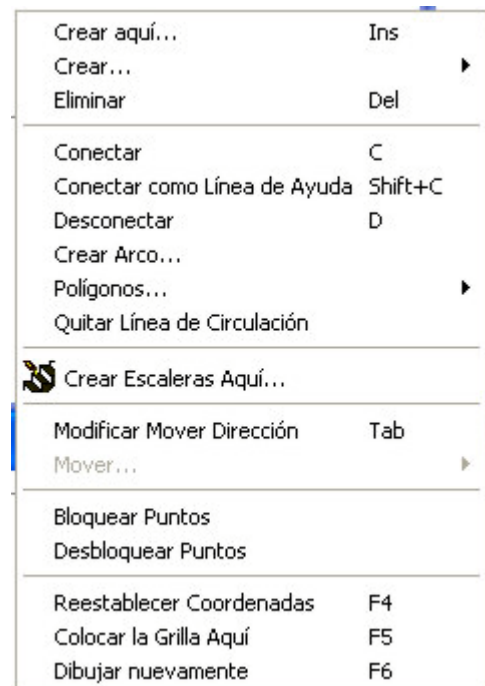 Crear aquí... Ins
Crear...
Eliminar Del
Conectar C
Conectar como Línea de Ayuda Shift+C
Desconectar D
Crear Arco...
Polígonos...
Quitar Línea de Circulación
Crear Escaleras Aquí...
Modificar Mover Dirección Tab
Mover...
Bloquear Puntos
Desbloquear Puntos
Reestablecer Coordenadas F4
Colocar la Grilla Aquí F5
Dibujar nuevamente F6